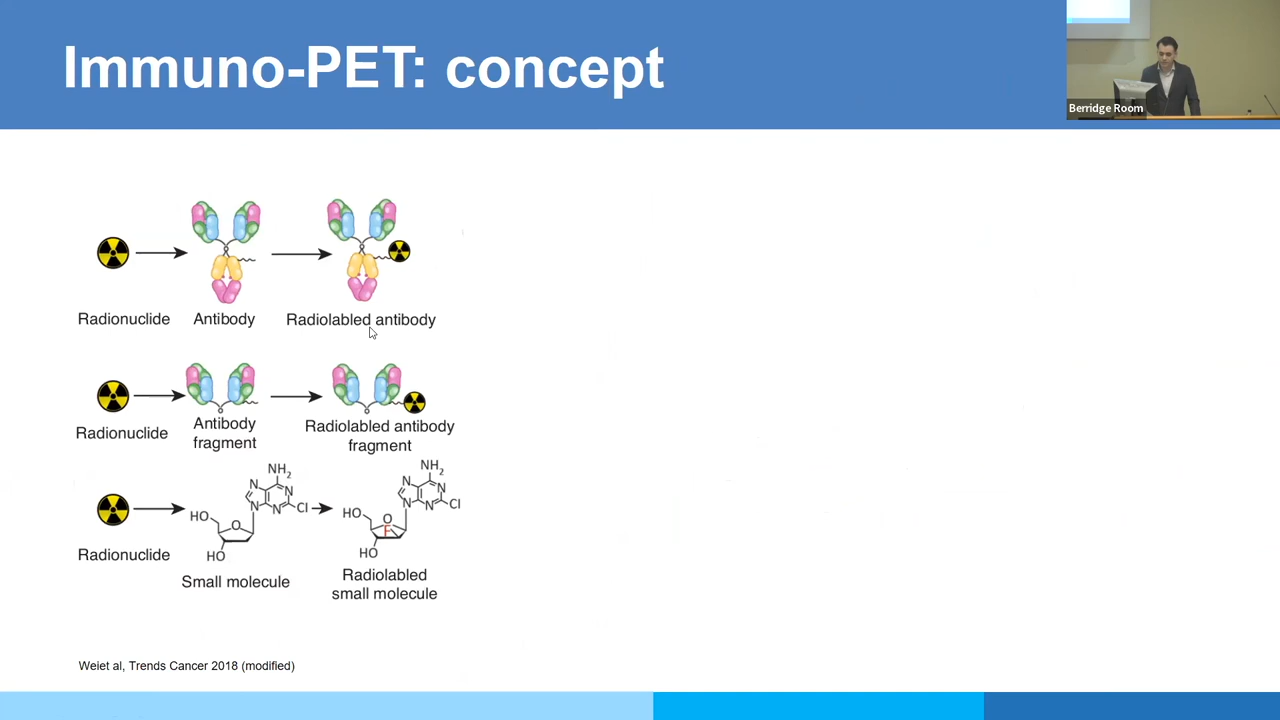 Immuno-PET: concept
Berridge Room
Radionuclide
Antibody
Radiolabled antibody
Radionuclide
Antibody
fragment
Radiolabled antibody
fragment
NH2
N
N
N
N
Cl
HO
O
HO
NH2
N
N
N
N
Cl
HO
O
F
HO
Radionuclide
Small molecule
Radiolabled
small molecule
Weiet al, Trends Cancer 2018 (modified)